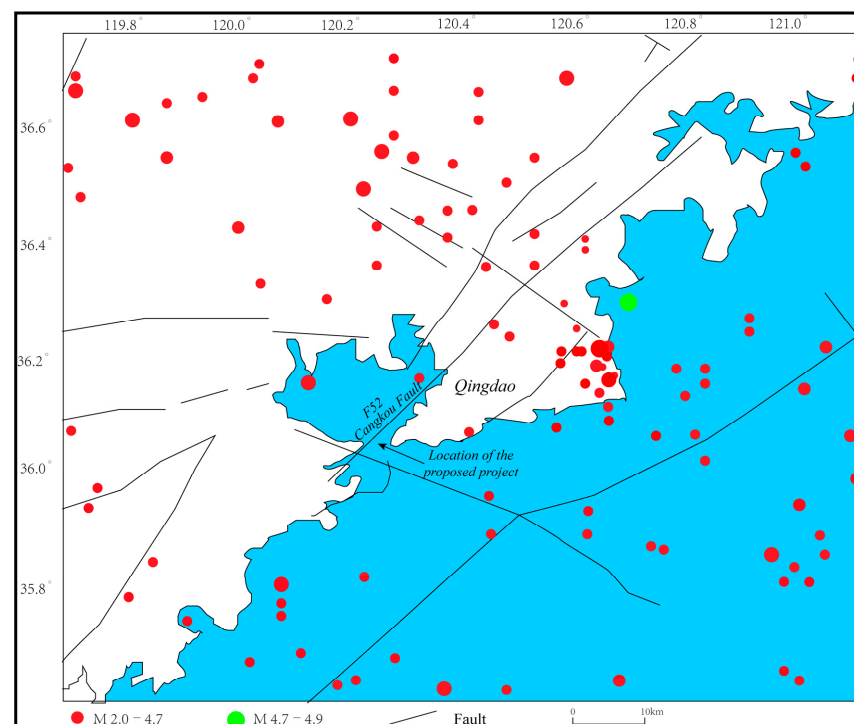 119.8° 120.0° 120.2° 120.4° 120.6° 120.8° 121.0°
36.6°
36.4°
36.2°
Qingdao
F52
Cangkou Fault
Location of the
proposed project
36.0°
35.8°
M 2.0 – 4.7 M 4.7 – 4.9 Fault 0 10km